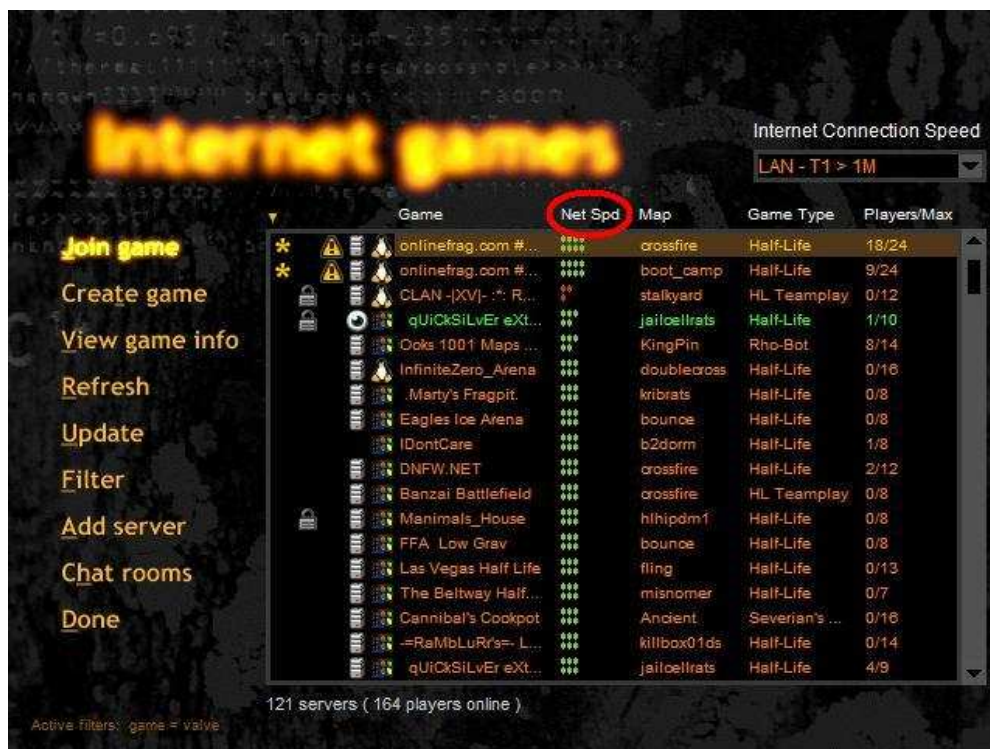 Internet games
Internet Connection Speed
LAN - T1 > 1M
Game Net Spd Map Game Type Players/Max
Join game
Create game
View game info
Refresh
Update
Filter
Add server
Chat rooms
Done
onlinefrag.com #... crossfire Half-Life 18/24
onlinefrag.com #... boot_camp Half-Life 9/24
CLAN -|XV|- :*: R... stalkyard HL Teamplay 0/12
qUiCkSiLvEr eXt... jailcellrats Half-Life 1/10
Ooks 1001 Maps ... KingPin Rho-Bot 8/14
InfiniteZero_Arena doublecross Half-Life 0/16
.Marty's Fragpit. kribrats Half-Life 0/8
Eagles Ice Arena bounce Half-Life 0/8
IDontCare b2dorm Half-Life 1/8
DNFW.NET crossfire Half-Life 2/12
Banzai Battlefield crossfire HL Teamplay 0/8
Manimals_House hlhipdm1 Half-Life 0/8
FFA Low Grav bounce Half-Life 0/8
Las Vegas Half Life fling Half-Life 0/13
The Beltway Half... misnomer Half-Life 0/7
Cannibal's Cookpot Ancient Severian's ... 0/16
-=RaMbLuRr's=- L... killbox01ds Half-Life 0/14
qUiCkSiLvEr eXt... jailcellrats Half-Life 4/9
121 servers ( 164 players online )
Active filters: game = valve